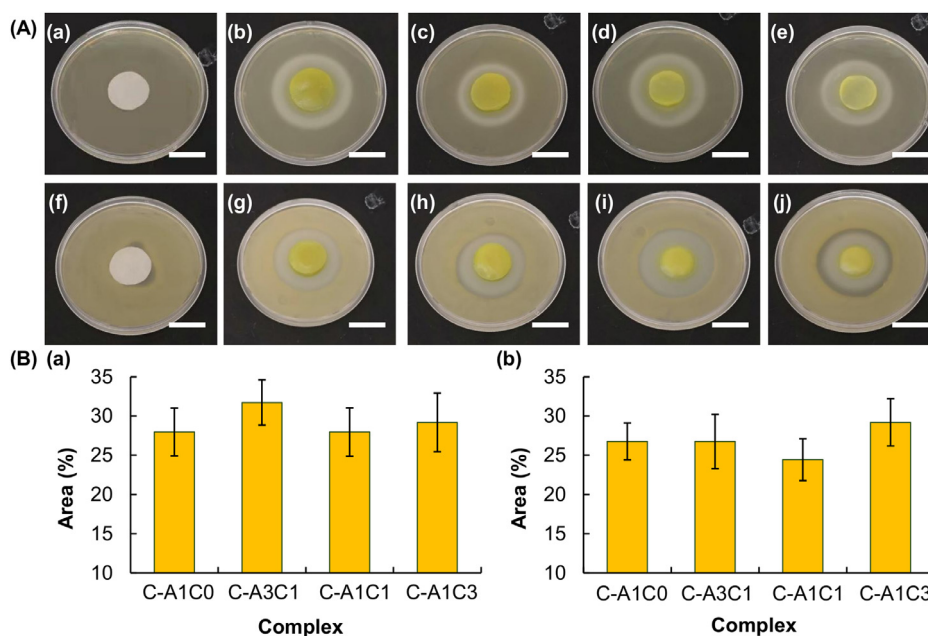 (A) (a) (b) (c) (d) (e)
(f) (g) (h) (i) (j)
(B) (a)
35
30
25
20
15
10
Area (%)
C-A1C0 C-A3C1 C-A1C1 C-A1C3
Complex
(b)
35
30
25
20
15
10
Area (%)
C-A1C0 C-A3C1 C-A1C1 C-A1C3
Complex